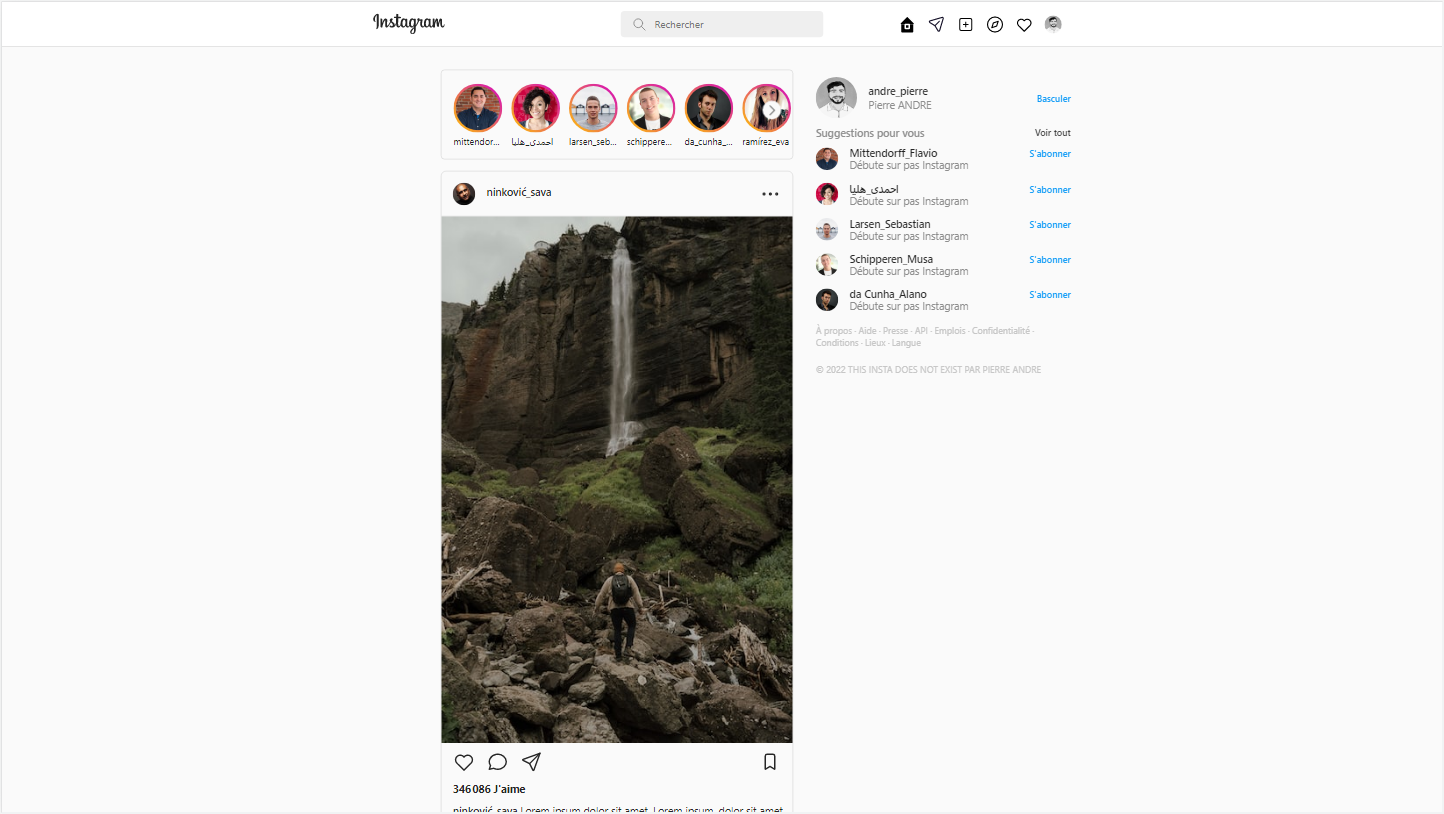 Instagram
Rechercher
mittendor...
احمدی_هلیا
larsen_seb...
schippere...
da_cunha_...
ramírez_eva
ninković_sava
346 086 J'aime
ninković_sava Lorem ipsum dolor sit amet. Lorem ipsum, dolor sit amet
andre_pierre
Pierre ANDRE
Basculer
Suggestions pour vous
Voir tout
Mittendorff_Flavio
Débute sur pas Instagram
S'abonner
احمدی_هلیا
Débute sur pas Instagram
S'abonner
Larsen_Sebastian
Débute sur pas Instagram
S'abonner
Schipperen_Musa
Débute sur pas Instagram
S'abonner
da Cunha_Alano
Débute sur pas Instagram
S'abonner
À propos · Aide · Presse · API · Emplois · Confidentialité ·
Conditions · Lieux · Langue
© 2022 THIS INSTA DOES NOT EXIST PAR PIERRE ANDRE